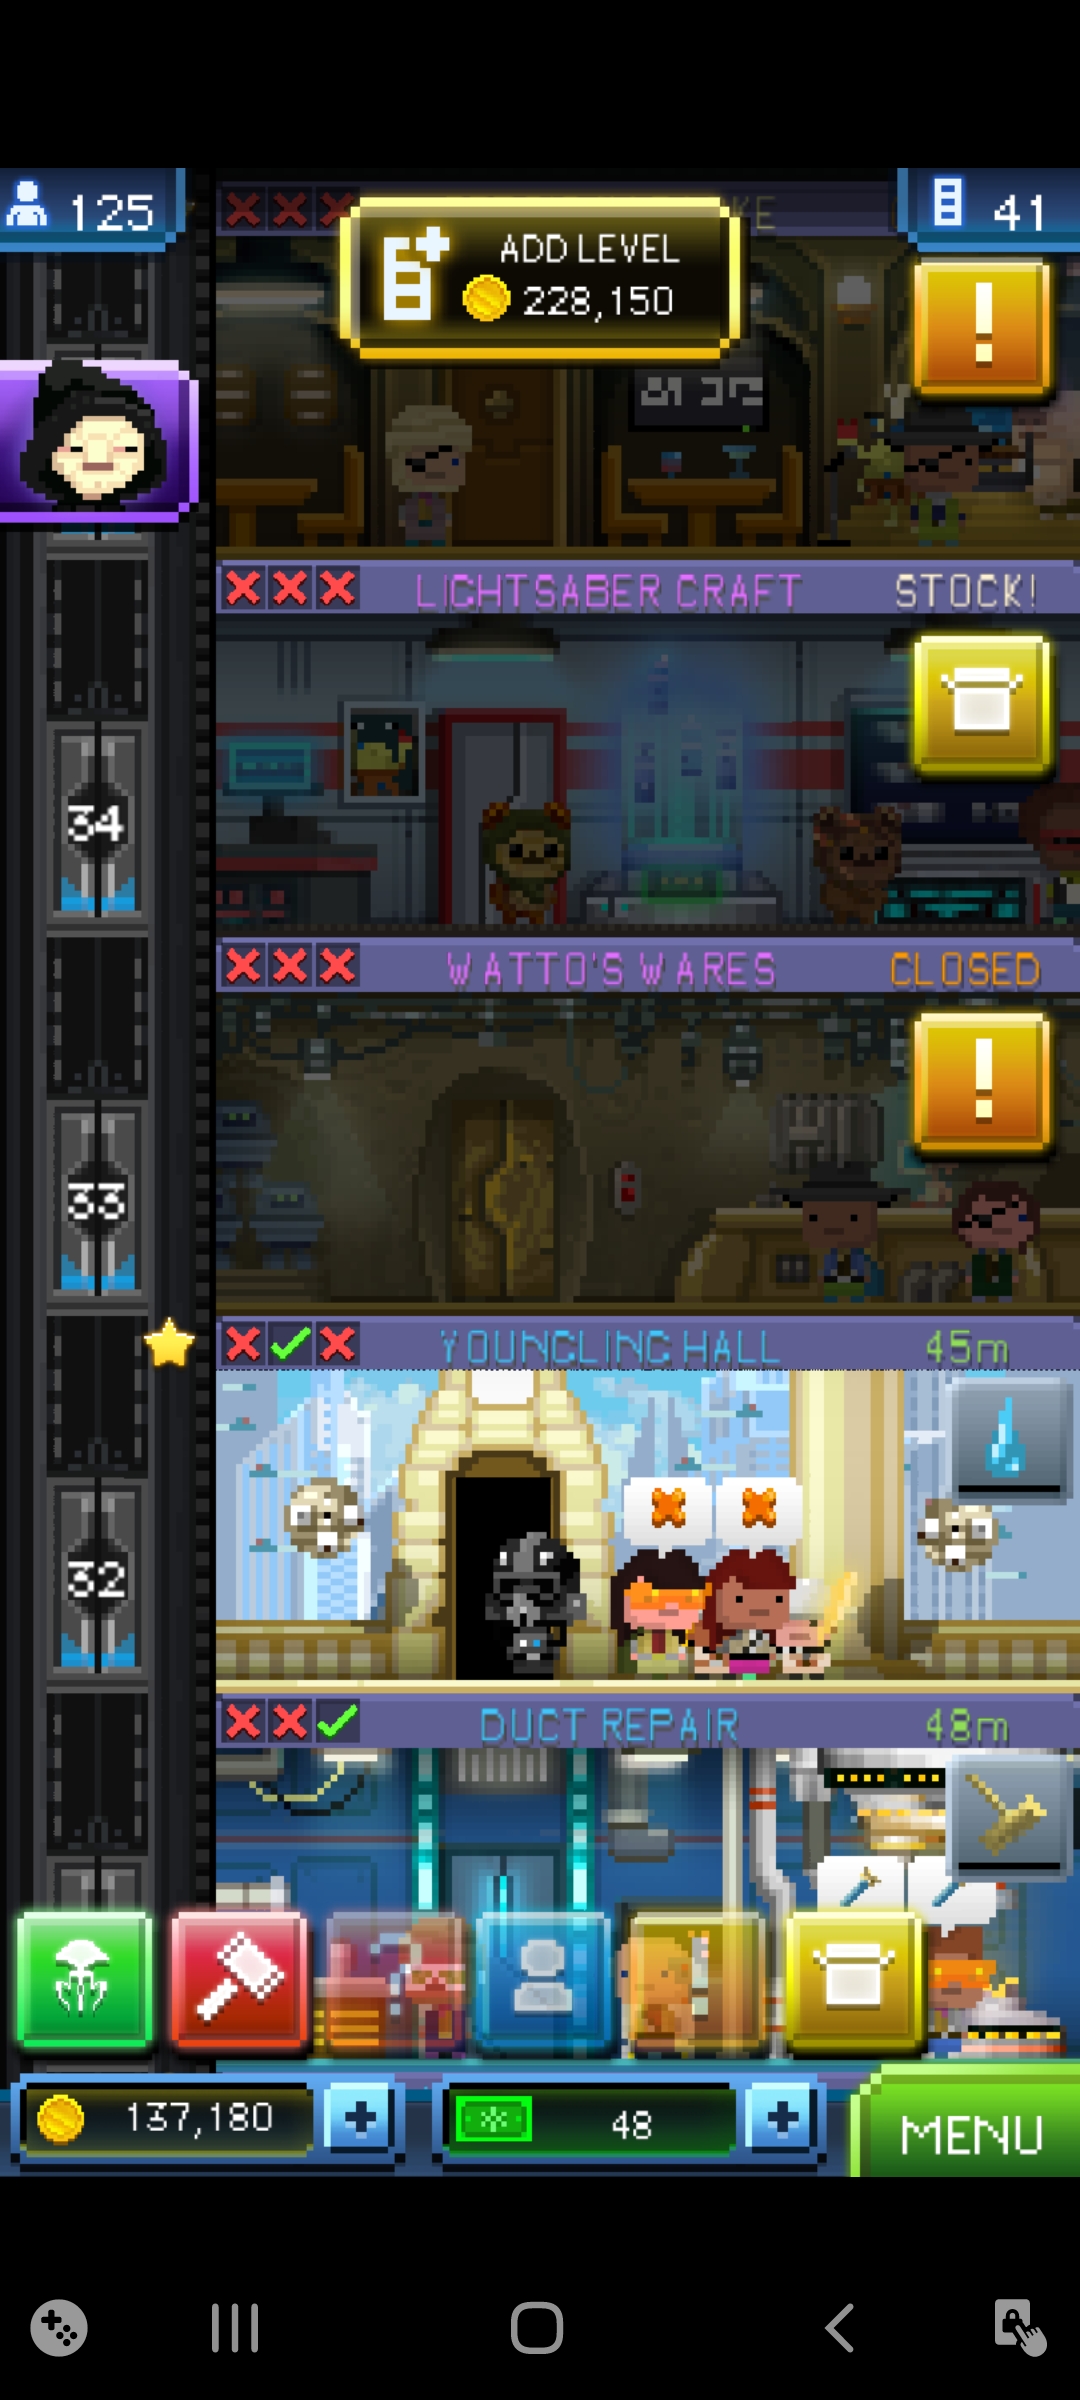 125
KE
41
ADD LEVEL
228,150
LIGHTSABER CRAFT STOCK!
34
WATTO'S WARES CLOSED
33
YOUNGLING HALL 45m
32
DUCT REPAIR 48m
137,180
48
MENU